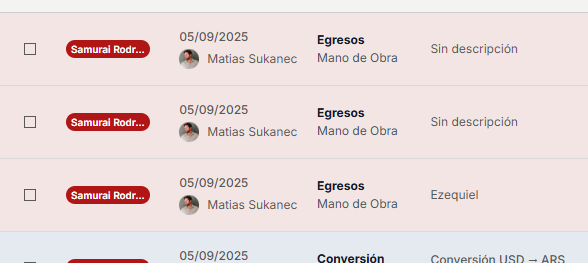 05/09/2025
Samurai Rodr...
Matias Sukanec
Egresos
Mano de Obra
Sin descripción
05/09/2025
Samurai Rodr...
Matias Sukanec
Egresos
Mano de Obra
Sin descripción
05/09/2025
Samurai Rodr...
Matias Sukanec
Egresos
Mano de Obra
Ezequiel
05/09/2025
Conversión
Conversión USD → ARS